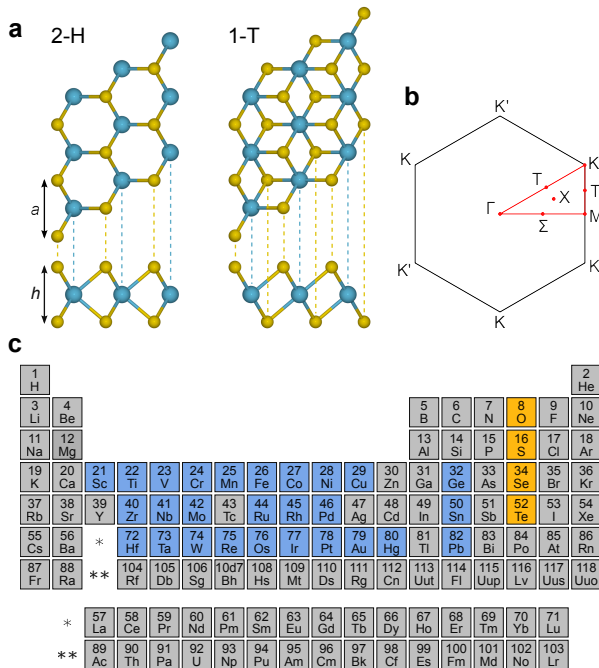 a
2-H
1-T
a
h
b
K'
K
K
T
X
T'
Γ
Σ
M
K'
K'
K
c
1 2
H He
3 4 5 6 7 8 9 10
Li Be B C N O F Ne
11 12 13 14 15 16 17 18
Na Mg Al Si P S Cl Ar
19 20 21 22 23 24 25 26 27 28 29 30 31 32 33 34 35 36
K Ca Sc Ti V Cr Mn Fe Co Ni Cu Zn Ga Ge As Se Br Kr
37 38 39 40 41 42 43 44 45 46 47 48 49 50 51 52 53 54
Rb Sr Y Zr Nb Mo Tc Ru Rh Pd Ag Cd In Sn Sb Te I Xe
55 56 * 72 73 74 75 76 77 78 79 80 81 82 83 84 85 86
Cs Ba Hf Ta W Re Os Ir Pt Au Hg Tl Pb Bi Po At Rn
87 88 ** 104 105 106 10d7 108 109 110 111 112 113 114 115 116 117 118
Fr Ra Rf Db Sg Bh Hs Mt Ds Rg Cn Uut Fl Uup Lv Uus Uuo
* 57 58 59 60 61 62 63 64 65 66 67 68 69 70 71
La Ce Pr Nd Pm Sm Eu Gd Tb Dy Ho Er Tm Yb Lu
** 89 90 91 92 93 94 95 96 97 98 99 100 101 102 103
Ac Th Pa U Np Pu Am Cm Bk Cf Es Fm Md No Lr